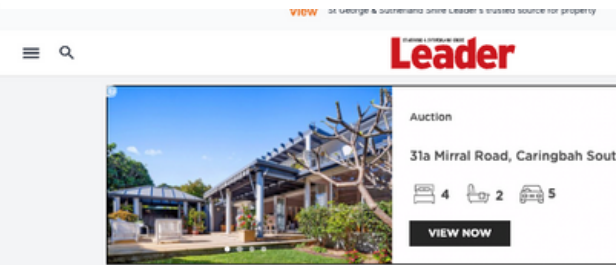 View St George & Sutherland Shire Leader's trusted source for property
Leader
Auction
31a Mirral Road, Caringbah Sout
4 2 5
VIEW NOW